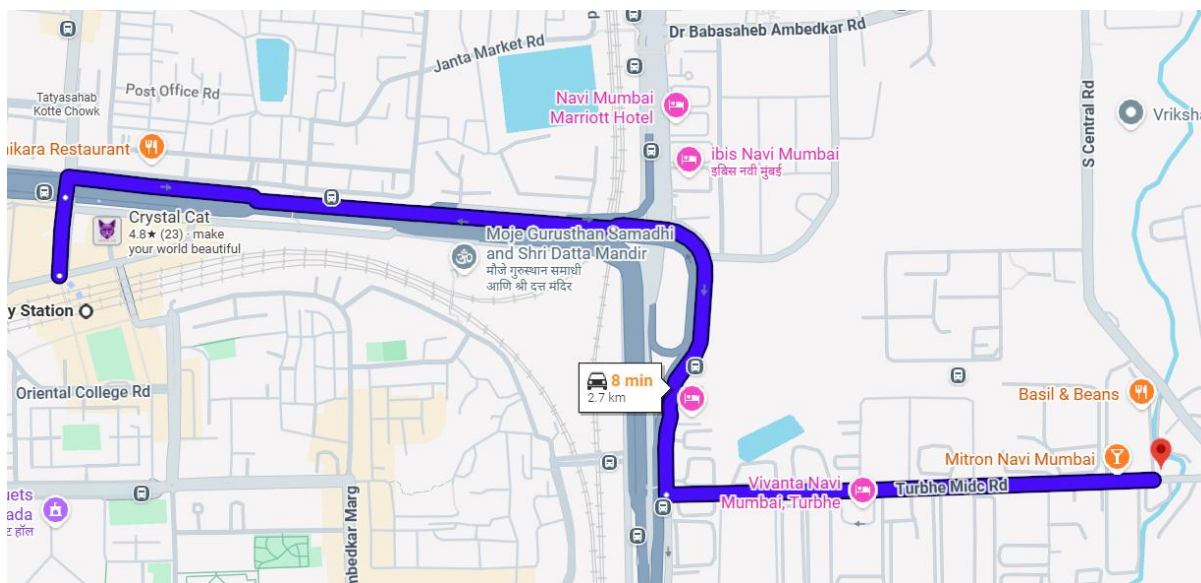 Dr Babasaheb Ambedkar Rd
Janta Market Rd
Tatyasahab
Kotte Chowk
Post Office Rd
Navi Mumbai
Marriott Hotel
S Central Rd
Vriksha
ikara Restaurant
ibis Navi Mumbai
इबिस नवी मुंबई
Crystal Cat
4.8★ (23) · make
your world beautiful
Moje Gurusthan Samadhi
and Shri Datta Mandir
मौजे गुरुस्थान समाधी
आणि श्री दत्त मंदिर
y Station
8 min
2.7 km
Oriental College Rd
Basil & Beans
Mitron Navi Mumbai
Vivanta Navi
Mumbai, Turbhe
Turbhe Midc Rd
uets
ada
ट हॉल
mbedkar Marg